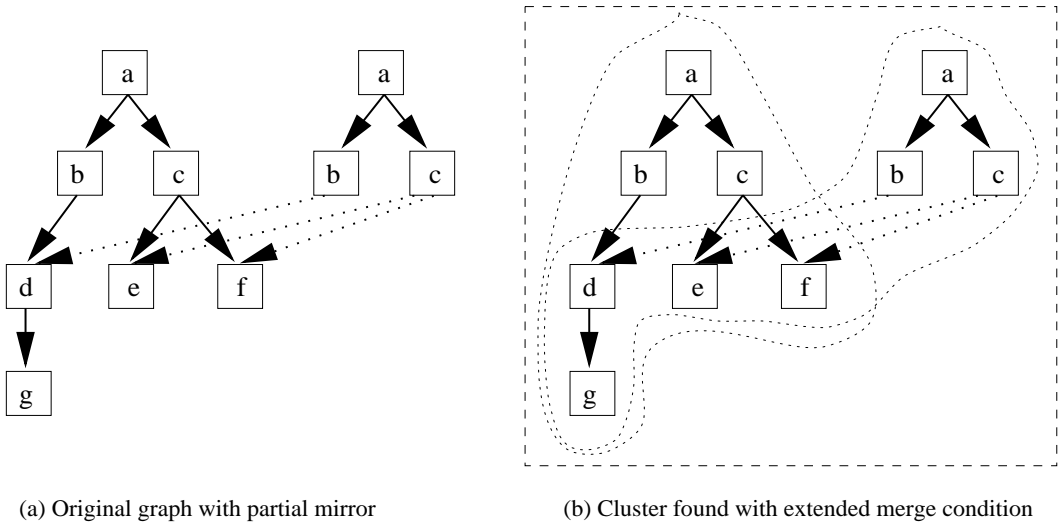 a a
b c b c
d e f
g
a a
b c b c
d e f
g
(a) Original graph with partial mirror
(b) Cluster found with extended merge condition